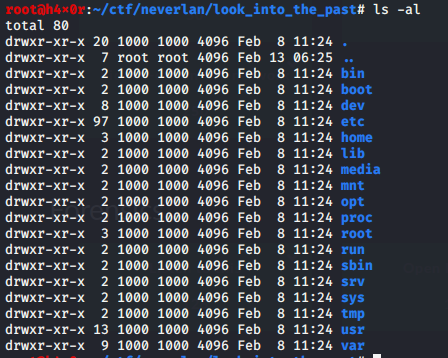 root@h4x0r:~/ctf/neverlan/look_into_the_past# ls -al
total 80
drwxr-xr-x 20 1000 1000 4096 Feb  8 11:24 .
drwxr-xr-x  7 root root 4096 Feb 13 06:25 ..
drwxr-xr-x  2 1000 1000 4096 Feb  8 11:24 bin
drwxr-xr-x  2 1000 1000 4096 Feb  8 11:24 boot
drwxr-xr-x  8 1000 1000 4096 Feb  8 11:24 dev
drwxr-xr-x 97 1000 1000 4096 Feb  8 11:24 etc
drwxr-xr-x  3 1000 1000 4096 Feb  8 11:24 home
drwxr-xr-x  2 1000 1000 4096 Feb  8 11:24 lib
drwxr-xr-x  2 1000 1000 4096 Feb  8 11:24 media
drwxr-xr-x  2 1000 1000 4096 Feb  8 11:24 mnt
drwxr-xr-x  2 1000 1000 4096 Feb  8 11:24 opt
drwxr-xr-x  2 1000 1000 4096 Feb  8 11:24 proc
drwxr-xr-x  3 1000 1000 4096 Feb  8 11:24 root
drwxr-xr-x  2 1000 1000 4096 Feb  8 11:24 run
drwxr-xr-x  2 1000 1000 4096 Feb  8 11:24 sbin
drwxr-xr-x  2 1000 1000 4096 Feb  8 11:24 srv
drwxr-xr-x  2 1000 1000 4096 Feb  8 11:24 sys
drwxr-xr-x  2 1000 1000 4096 Feb  8 11:24 tmp
drwxr-xr-x 13 1000 1000 4096 Feb  8 11:24 usr
drwxr-xr-x  9 1000 1000 4096 Feb  8 11:24 var